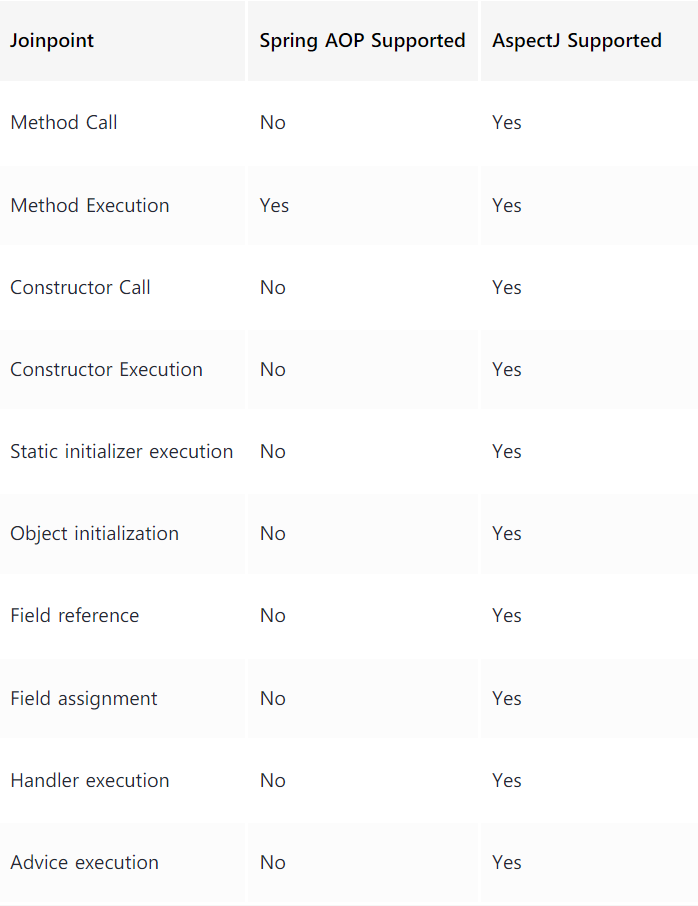 Joinpoint Spring AOP Supported AspectJ Supported
Method Call No Yes
Method Execution Yes Yes
Constructor Call No Yes
Constructor Execution No Yes
Static initializer execution No Yes
Object initialization No Yes
Field reference No Yes
Field assignment No Yes
Handler execution No Yes
Advice execution No Yes